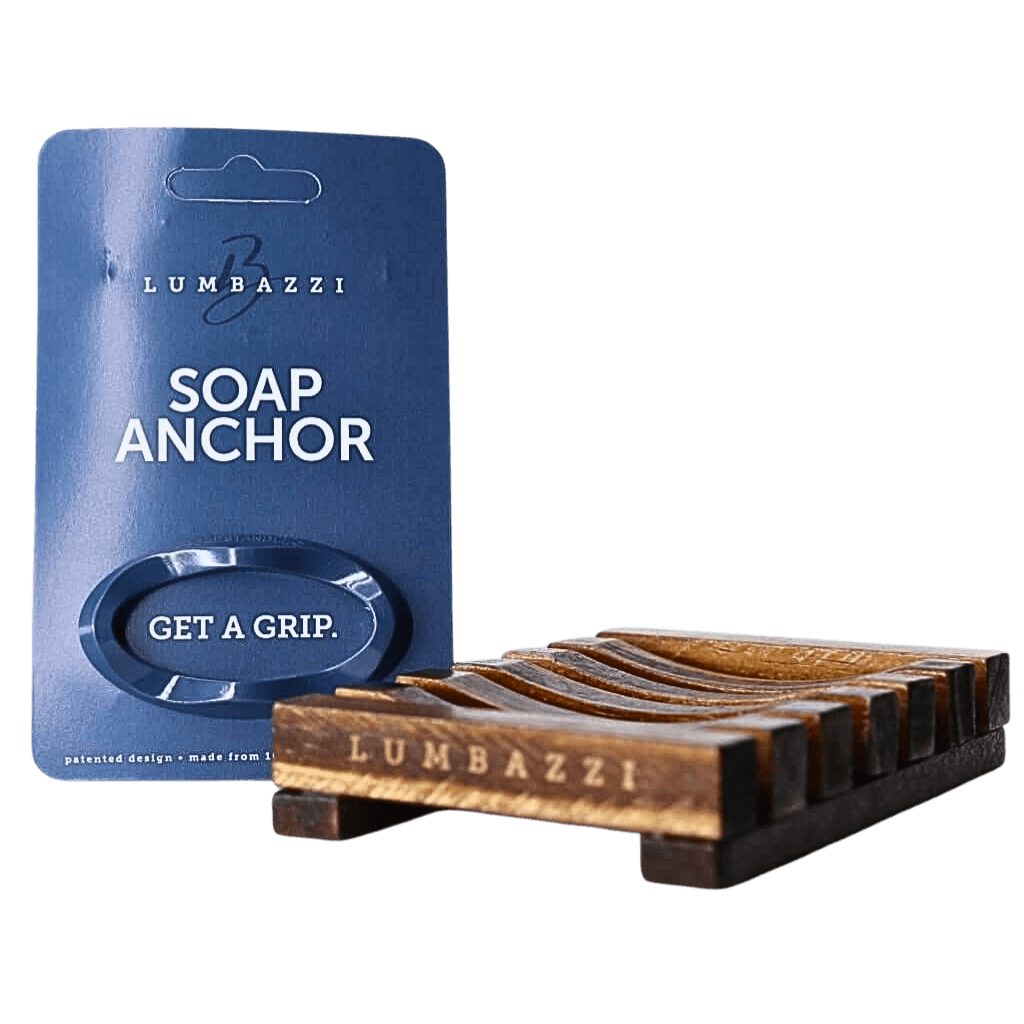 LUMBAZZI
SOAP
ANCHOR
GET A GRIP.
patented design • made from
LUMBAZZI